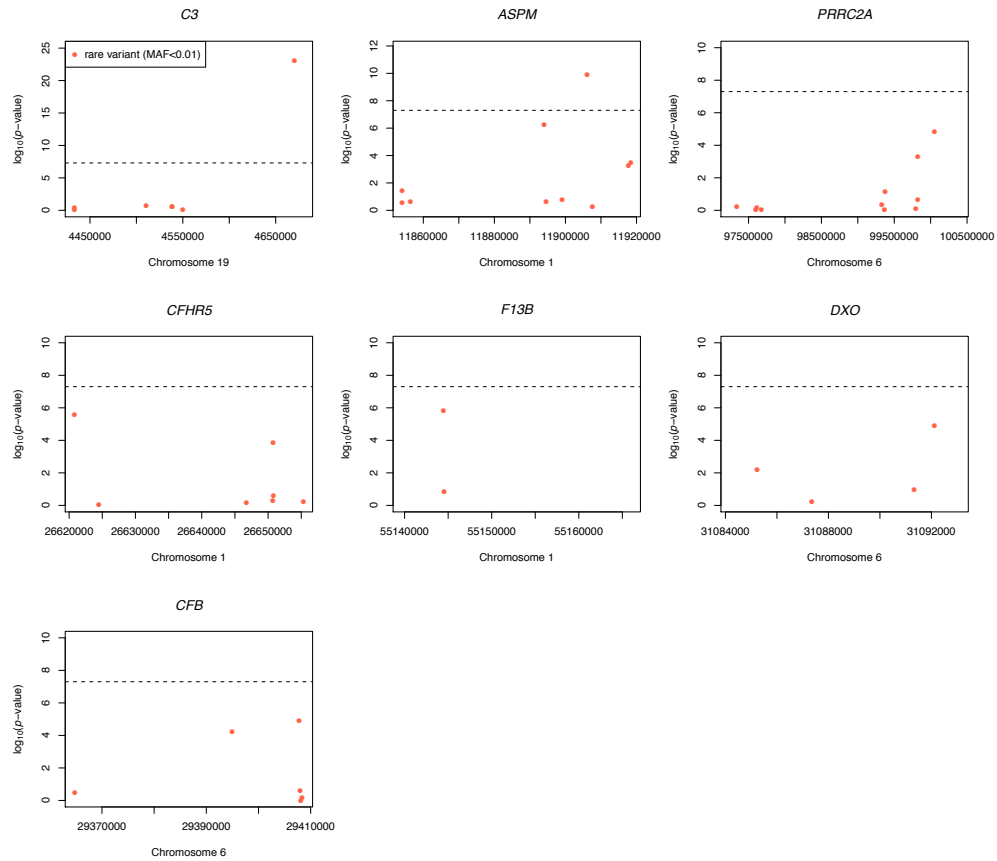 C3
rare variant (MAF<0.01)
log10(p−value)
0 5 10 15 20 25
4450000 4550000 4650000
Chromosome 19
ASPM
log10(p−value)
0 2 4 6 8 10 12
11860000 11880000 11900000 11920000
Chromosome 1
PRRC2A
log10(p−value)
0 2 4 6 8 10
97500000 98500000 99500000 100500000
Chromosome 6
CFHR5
log10(p−value)
0 2 4 6 8 10
26620000 26630000 26640000 26650000
Chromosome 1
F13B
log10(p−value)
0 2 4 6 8 10
55140000 55150000 55160000
Chromosome 1
DXO
log10(p−value)
0 2 4 6 8 10
31084000 31088000 31092000
Chromosome 6
CFB
log10(p−value)
0 2 4 6 8 10
29370000 29390000 29410000
Chromosome 6